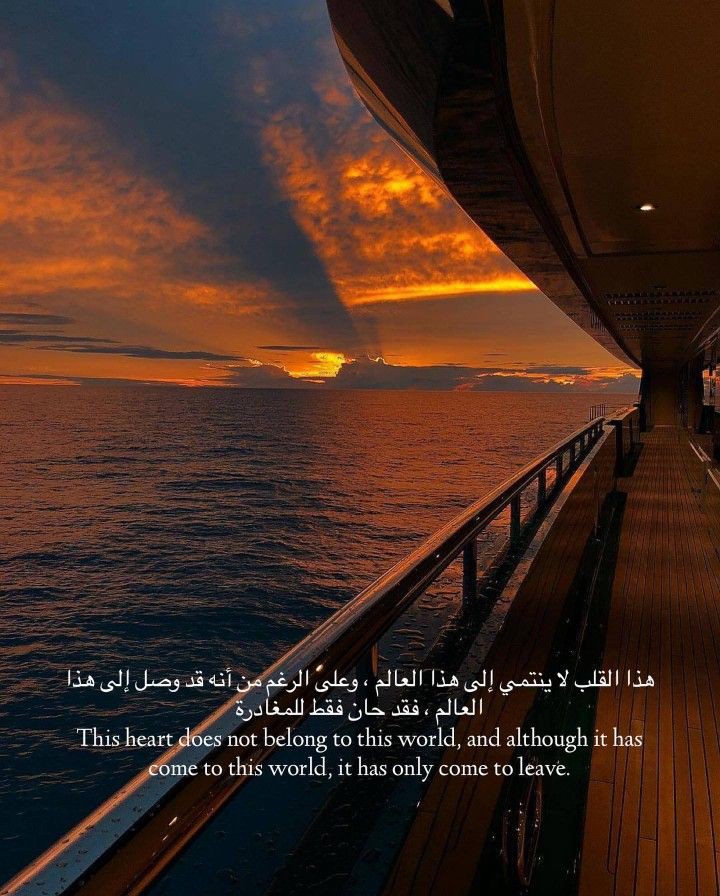 هذا القلب لا ينتمي إلى هذا العالم ، وعلى الرغم من أنه قد وصل إلى هذا
العالم ، فقد حان فقط للمغادرة
This heart does not belong to this world, and although it has
come to this world, it has only come to leave.